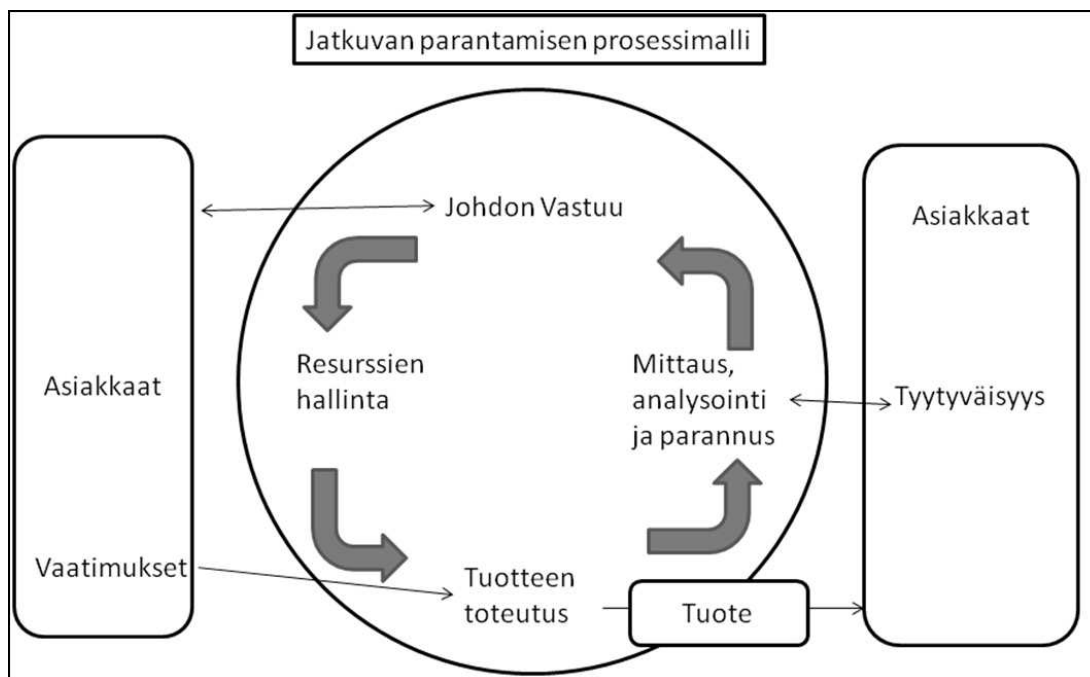 Jatkuvan parantamisen prosessimalli
Johdon Vastuu
Asiakkaat
Resurssien
hallinta
Mittaus,
analysointi
ja parannus
Asiakkaat
Tyytyväisyys
Vaatimukset
Tuotteen
toteutus
Tuote